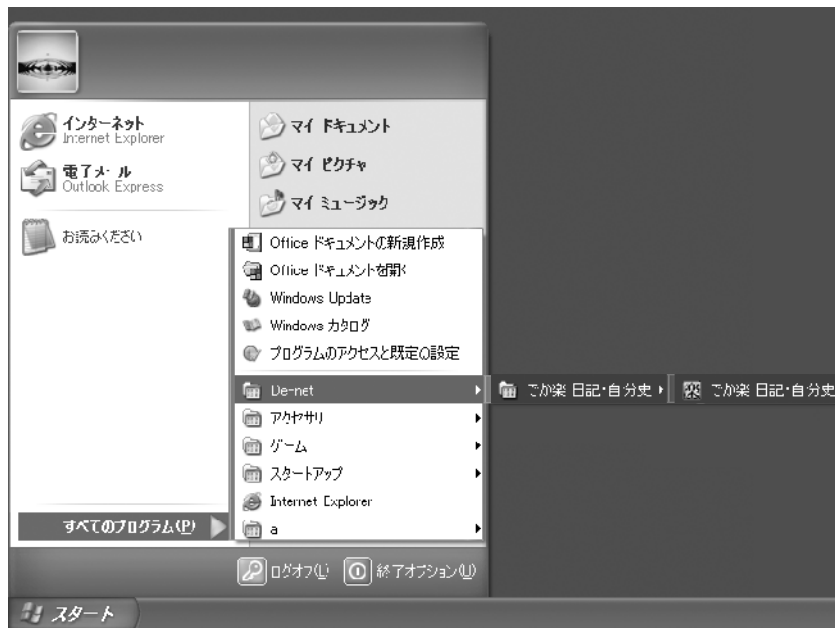 インターネット
Internet Explorer
電子メール
Outlook Express
お読みください
マイ ドキュメント
マイ ピクチャ
マイ ミュージック
Office ドキュメントの新規作成
Office ドキュメントを開く
Windows Update
Windows カタログ
プログラムのアクセスと既定の設定
De-net
でか楽 日記・自分史
でか楽 日記・自分史
アクセサリ
ゲーム
スタートアップ
Internet Explorer
a
すべてのプログラム(P)
ログオフ(L)
終了オプション(U)
スタート